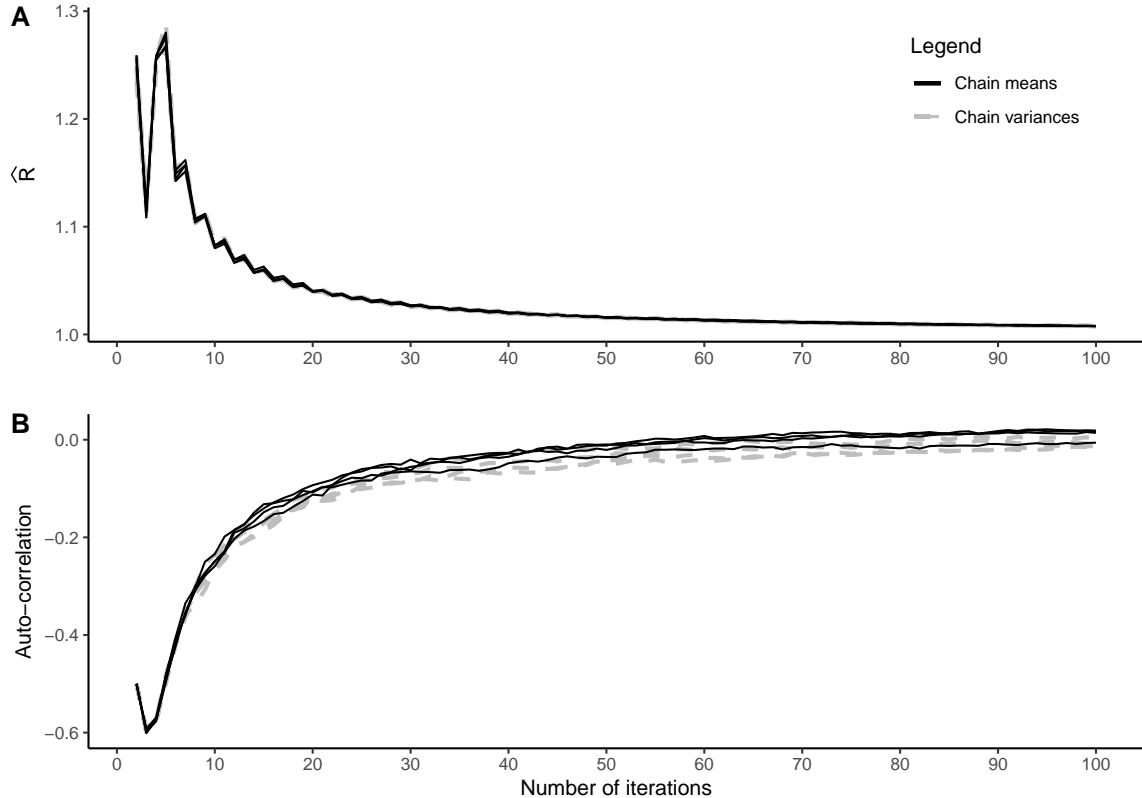 A
1.3
1.2
1.1
1.0
R̂
Legend
Chain means
Chain variances
0 10 20 30 40 50 60 70 80 90 100
B
0.0
−0.2
−0.4
−0.6
Auto−correlation
0 10 20 30 40 50 60 70 80 90 100
Number of iterations